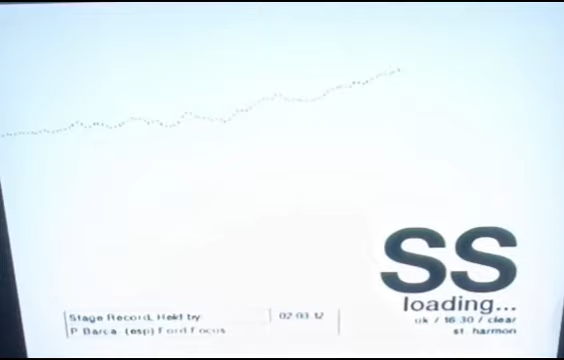 SS
loading...
uk / 16:30 / clear
st. harmon
Stage Record, Held by: 02:03.12
P Barca (esp) Ford Focus